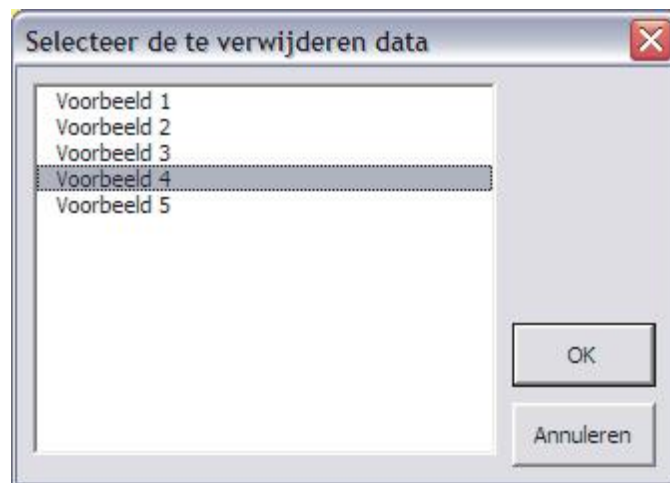 Selecteer de te verwijderen data
Voorbeeld 1
Voorbeeld 2
Voorbeeld 3
Voorbeeld 4
Voorbeeld 5
OK
Annuleren